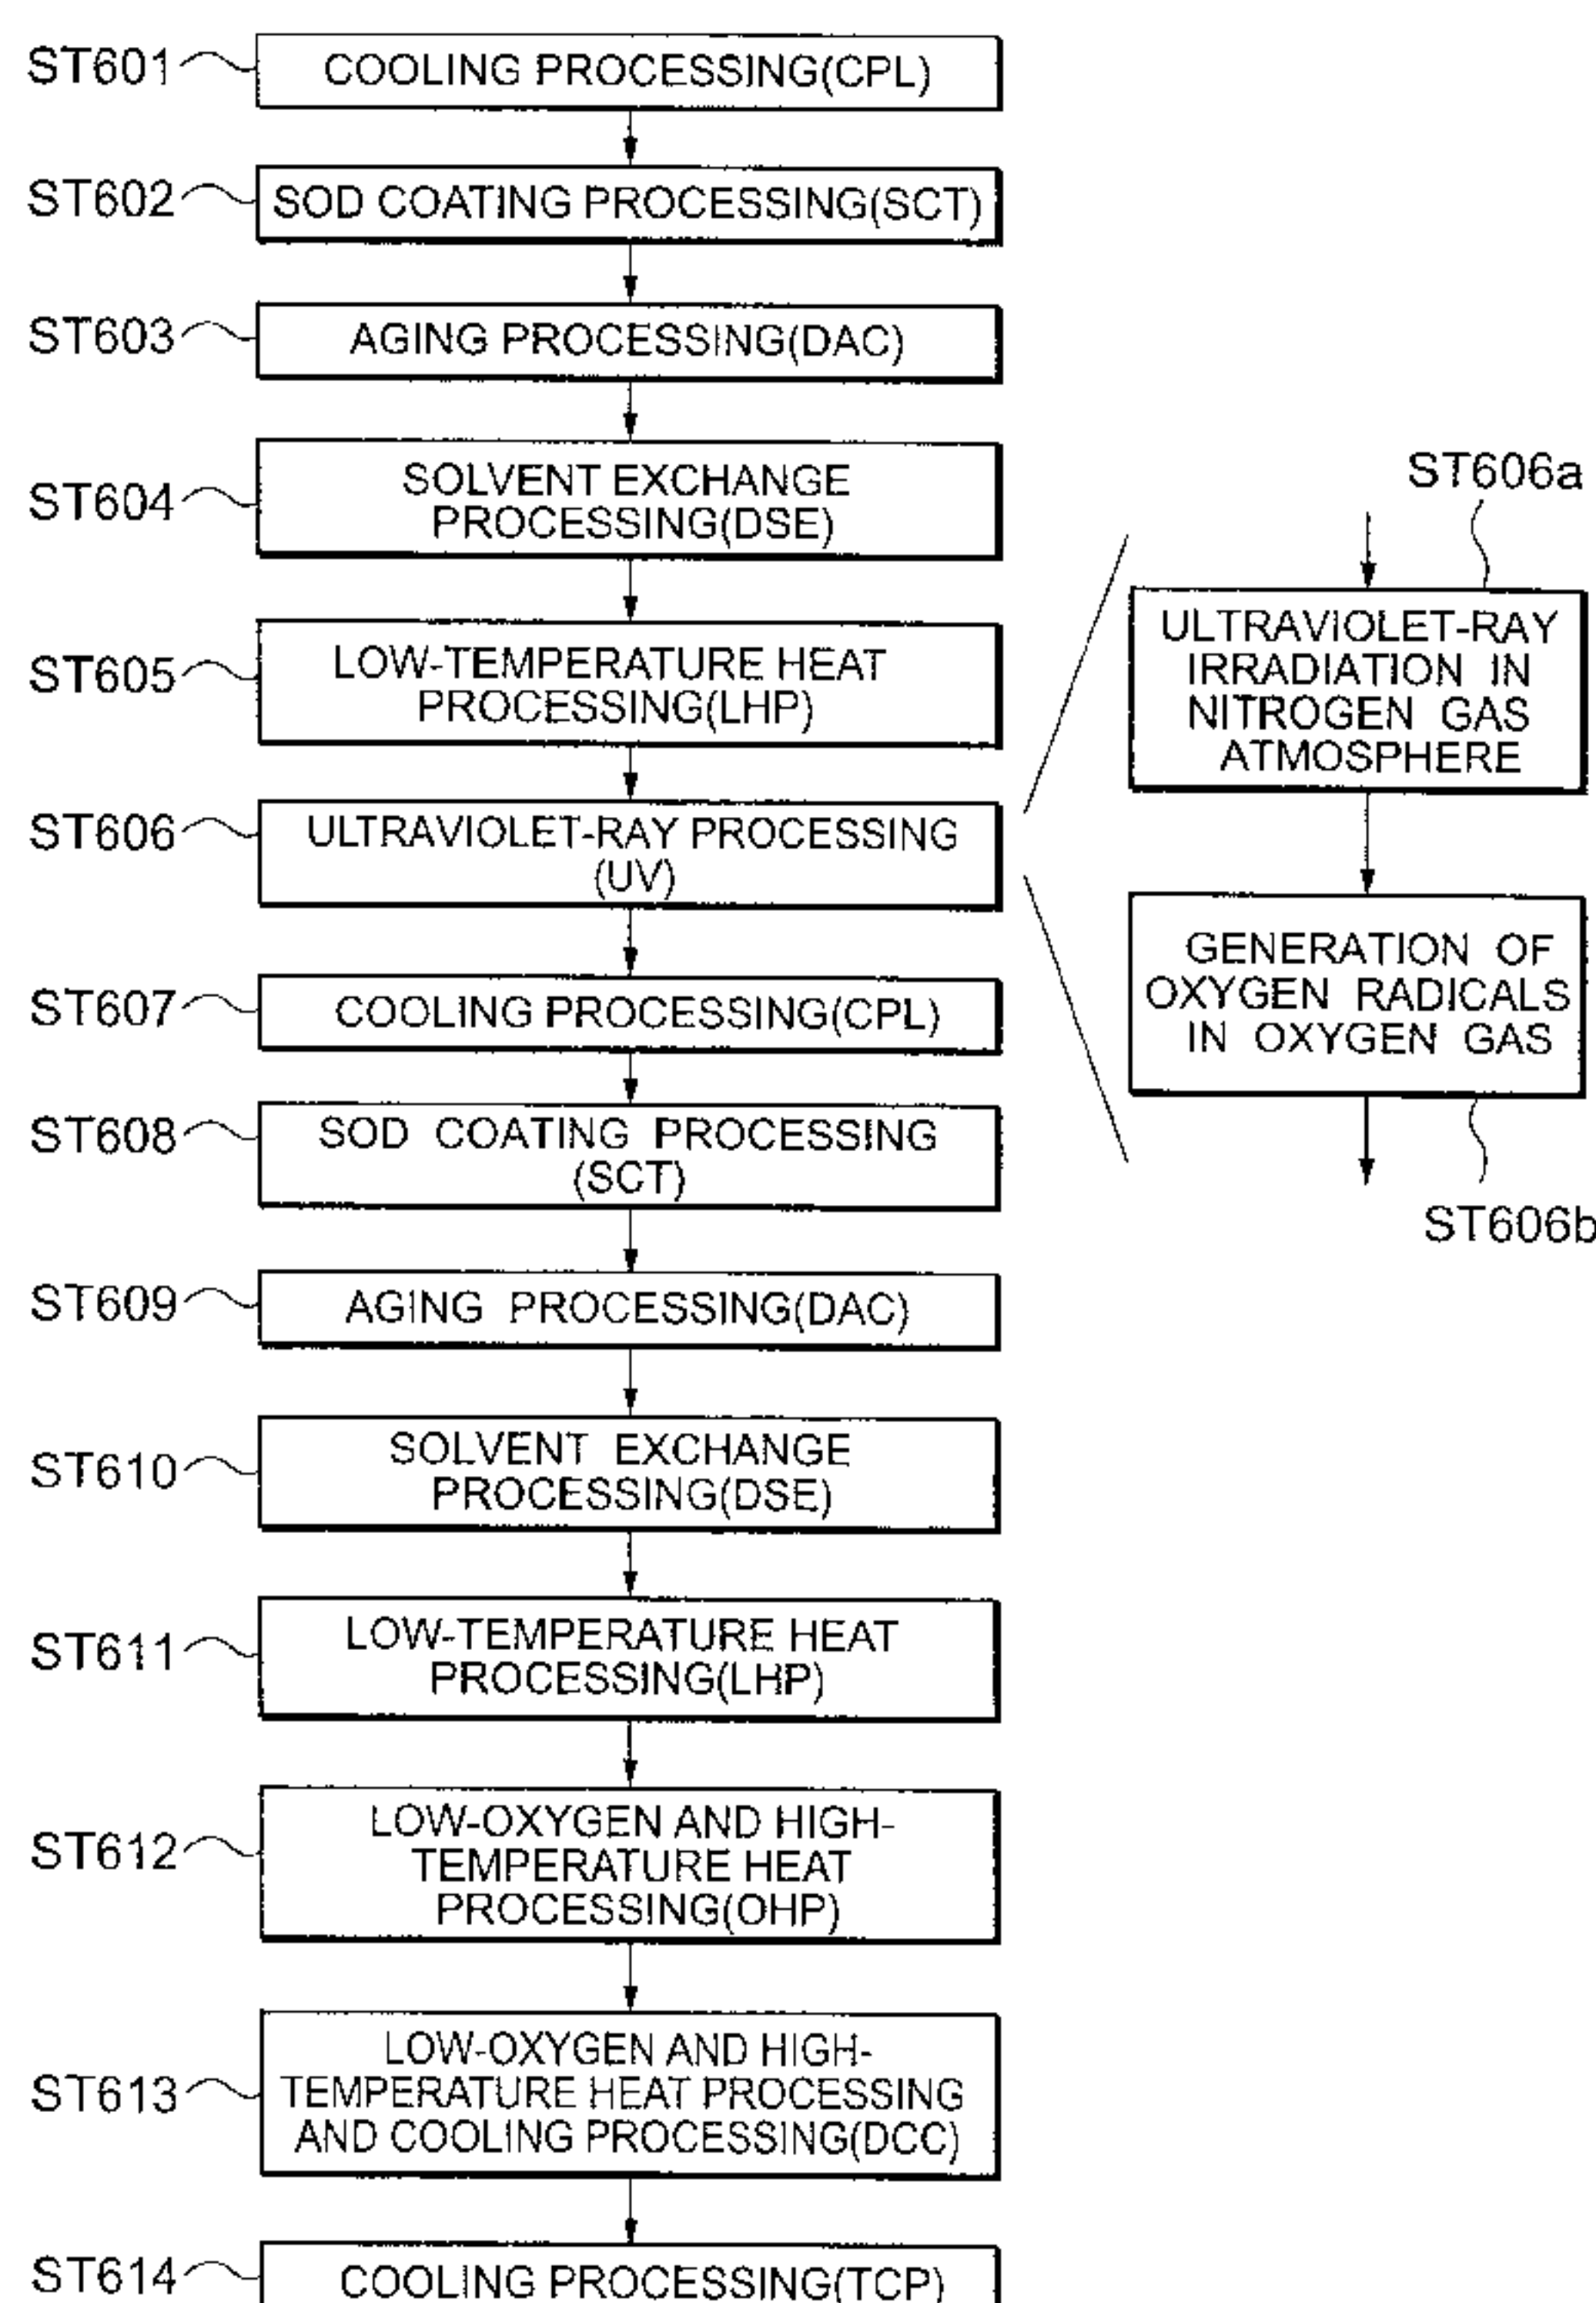 ST601
COOLING PROCESSING(CPL)
ST602
SOD COATING PROCESSING(SCT)
ST603
AGING PROCESSING(DAC)
ST604
SOLVENT EXCHANGE
PROCESSING(DSE)
ST605
LOW-TEMPERATURE HEAT
PROCESSING(LHP)
ST606
ULTRAVIOLET-RAY PROCESSING
(UV)
ST606a
ULTRAVIOLET-RAY
IRRADIATION IN
NITROGEN GAS
ATMOSPHERE
GENERATION OF
OXYGEN RADICALS
IN OXYGEN GAS
ST606b
ST607
COOLING PROCESSING(CPL)
ST608
SOD COATING PROCESSING
(SCT)
ST609
AGING PROCESSING(DAC)
ST610
SOLVENT EXCHANGE
PROCESSING(DSE)
ST611
LOW-TEMPERATURE HEAT
PROCESSING(LHP)
ST612
LOW-OXYGEN AND HIGH-
TEMPERATURE HEAT
PROCESSING(OHP)
ST613
LOW-OXYGEN AND HIGH-
TEMPERATURE HEAT PROCESSING
AND COOLING PROCESSING(DCC)
ST614
COOLING PROCESSING(TCP)